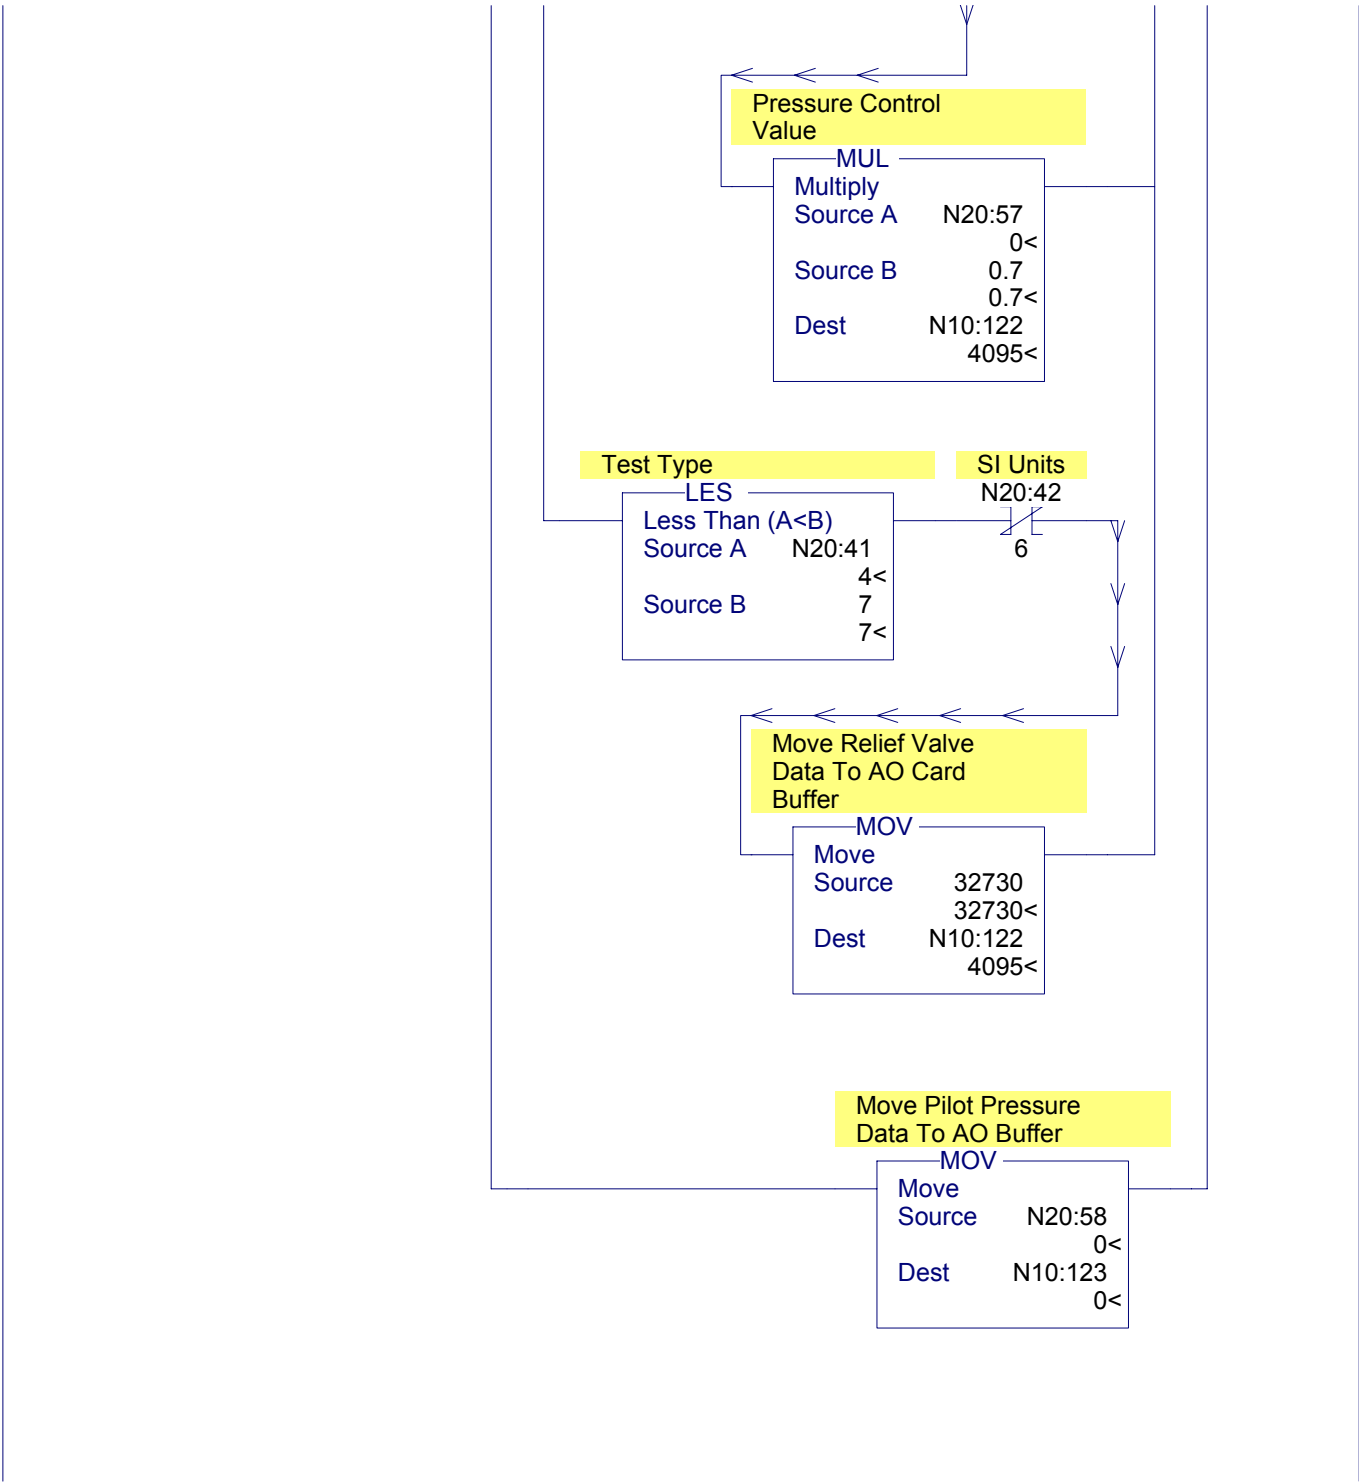 Pressure Control
Value
MUL
Multiply
Source A N20:57
0<
Source B 0.7
0.7<
Dest N10:122
4095<
Test Type SI Units
LES N20:42
Less Than (A<B)
Source A N20:41 6
4<
Source B 7
7<
Move Relief Valve
Data To AO Card
Buffer
MOV
Move
Source 32730
32730<
Dest N10:122
4095<
Move Pilot Pressure
Data To AO Buffer
MOV
Move
Source N20:58
0<
Dest N10:123
0<